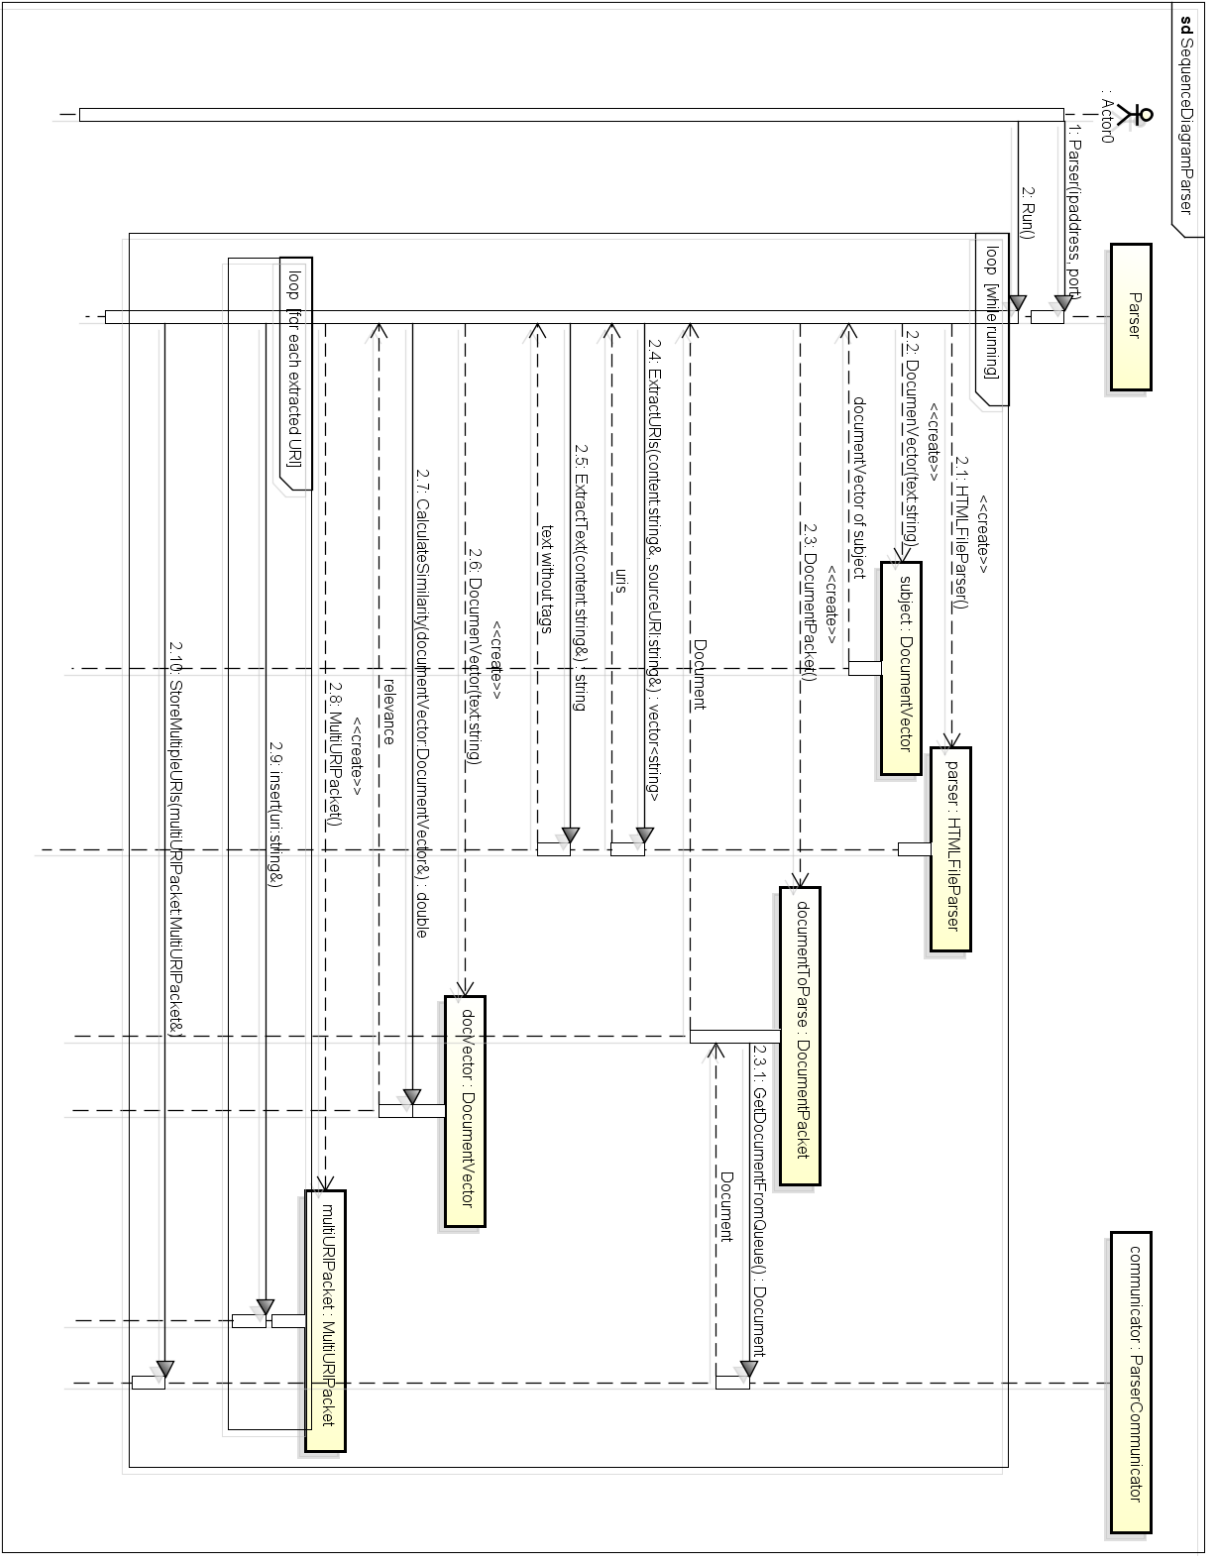 sd SequenceDiagramParser
: Actor0
Parser
communicator : ParserCommunicator
1: Parser(ipaddress, port)
2: Run()
loop [while running]
<<create>>
2.1: HTMLFileParser()
parser : HTMLFileParser
<<create>>
2.2: DocumenVector(text:string)
subject : DocumentVector
documentVector of subject
<<create>>
2.3: DocumentPacket()
documentToParse : DocumentPacket
2.3.1: GetDocumentFromQueue() : Document
Document
Document
2.4: ExtractURIs(content:string&, sourceURI:string&) : vector<string>
uris
2.5: ExtractText(content:string&) : string
text without tags
<<create>>
2.6: DocumenVector(text:string)
docVector : DocumentVector
2.7: CalculateSimilarity(documentVector:DocumentVector&) : double
relevance
<<create>>
2.8: MultiURIPacket()
multiURIPacket : MultiURIPacket
loop [for each extracted URI]
2.9: insert(uri:string&)
2.10: StoreMultipleURIs(multiURIPacket:MultiURIPacket&)